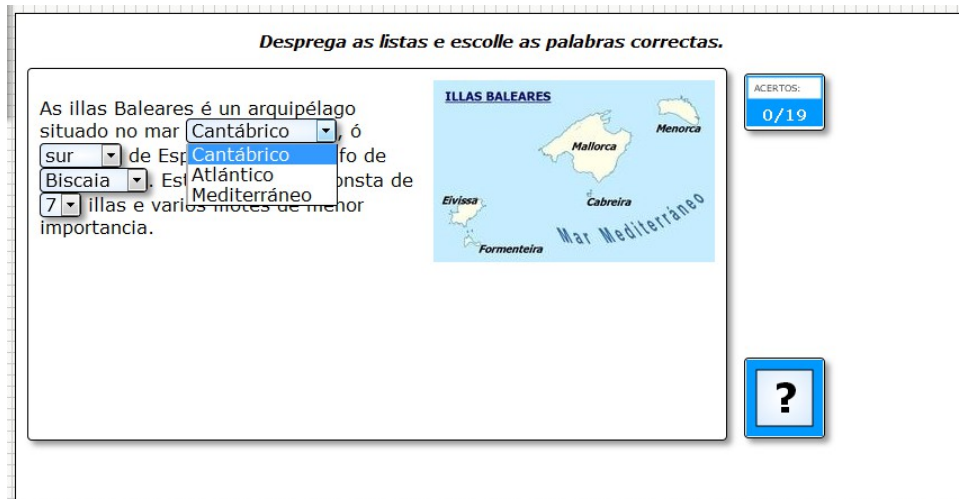 Desprega as listas e escolle as palabras correctas.
As illas Baleares é un arquipélago
situado no mar Cantábrico, ó
sur de Esp fo de
Biscaia. Est onsta de
7 illas e varios illotes de menor
importancia.
Cantábrico
Atlántico
Mediterráneo
ILLAS BALEARES
Menorca
Mallorca
Eivissa
Cabreira
Mar Mediterráneo
Formenteira
ACERTOS:
0/19
?